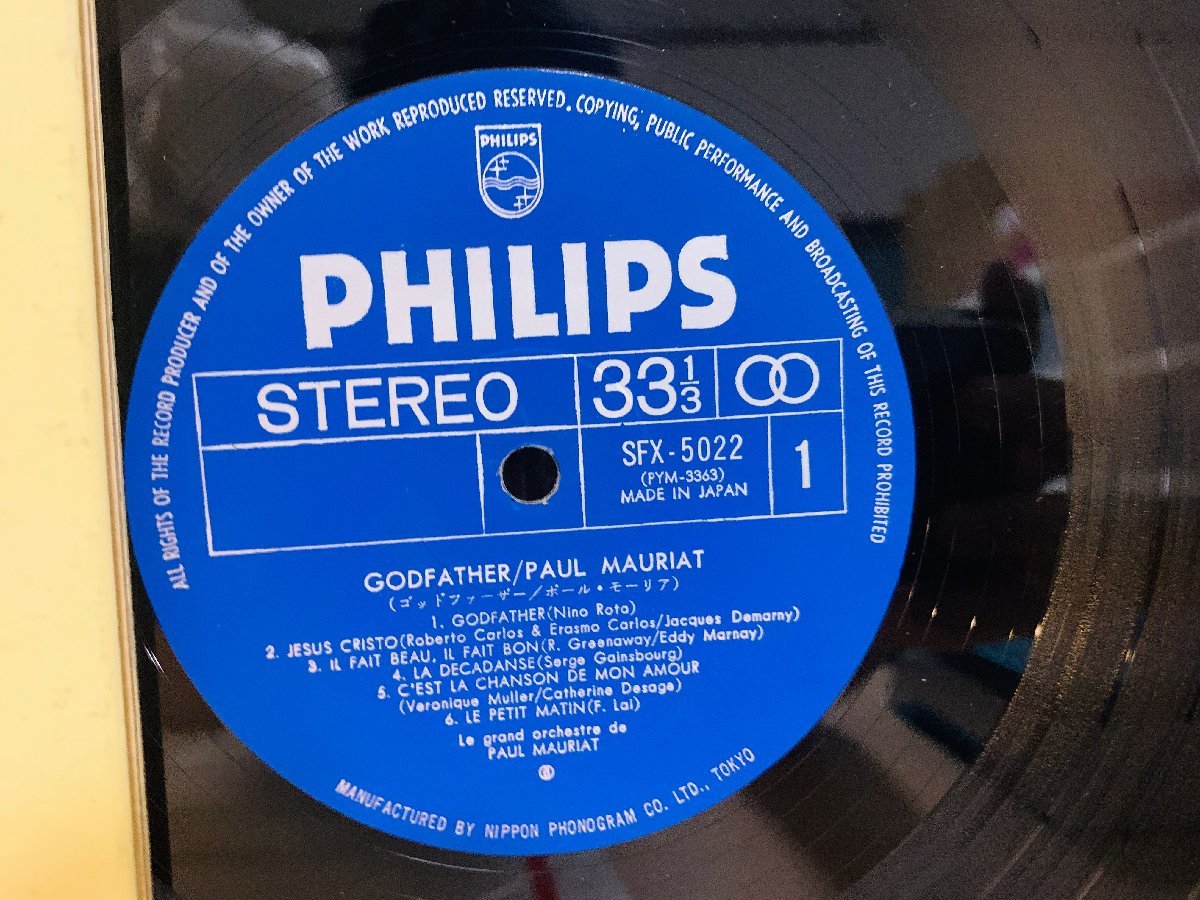 ALL RIGHTS OF THE RECORD PRODUCER AND OF THE OWNER OF THE WORK REPRODUCED RESERVED. COPYING, PUBLIC PERFORMANCE AND BROADCASTING OF THIS RECORD PROHIBITED
PHILIPS
PHILIPS
STEREO 33 1/3
SFX-5022
(PYM-3363)
MADE IN JAPAN
1
GODFATHER/PAUL MAURIAT
(ゴッドファーザー/ポール・モーリア)
1. GODFATHER(Nino Rota)
2. JESUS CRISTO(Roberto Carlos & Erasmo Carlos/Jacques Demarny)
3. IL FAIT BEAU, IL FAIT BON(R. Greenaway/Eddy Marnay)
4. LA DECADANSE(Serge Gainsbourg)
5. C'EST LA CHANSON DE MON AMOUR
(Veronique Muller/Catherine Desage)
6. LE PETIT MATIN(F. Lai)
Le grand orchestre de
PAUL MAURIAT
MANUFACTURED BY NIPPON PHONOGRAM CO. LTD., TOKYO